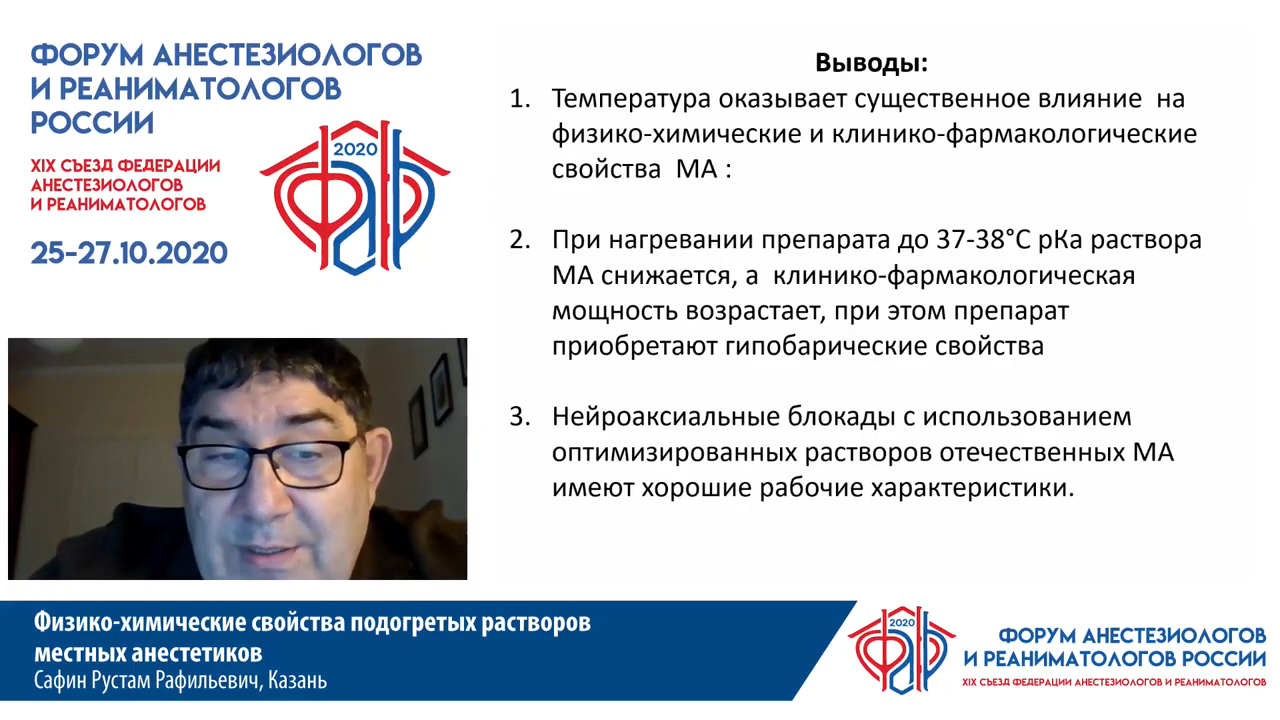 ФОРУМ АНЕСТЕЗИОЛОГОВ
И РЕАНИМАТОЛОГОВ
РОССИИ
XIX СЪЕЗД ФЕДЕРАЦИИ
АНЕСТЕЗИОЛОГОВ
И РЕАНИМАТОЛОГОВ
25-27.10.2020
2020
ФАР
Выводы:
1. Температура оказывает существенное влияние на
физико-химические и клинико-фармакологические
свойства МА :
2. При нагревании препарата до 37-38°С рКа раствора
МА снижается, а клинико-фармакологическая
мощность возрастает, при этом препарат
приобретают гипобарические свойства
3. Нейроаксиальные блокады с использованием
оптимизированных растворов отечественных МА
имеют хорошие рабочие характеристики.
Физико-химические свойства подогретых растворов
местных анестетиков
Сафин Рустам Рафильевич, Казань
2020
ФАР
ФОРУМ АНЕСТЕЗИОЛОГОВ
И РЕАНИМАТОЛОГОВ РОССИИ
XIX СЪЕЗД ФЕДЕРАЦИИ АНЕСТЕЗИОЛОГОВ И РЕАНИМАТОЛОГОВ